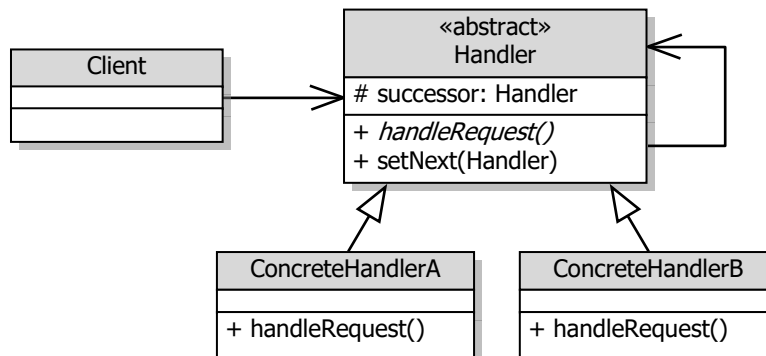 «abstract»
Handler
Client
# successor: Handler
+ handleRequest()
+ setNext(Handler)
ConcreteHandlerA
+ handleRequest()
ConcreteHandlerB
+ handleRequest()